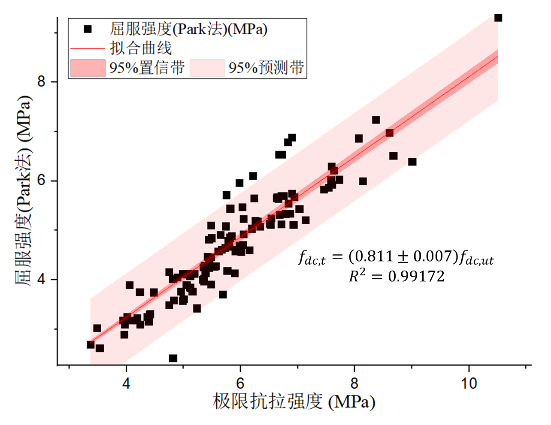 屈服强度(Park法)(MPa)
拟合曲线
95%置信带 95%预测带
屈服强度(Park法) (MPa)
8
6
4
f_{dc,t} = (0.811 ± 0.007)f_{dc,ut}
R² = 0.99172
4 6 8 10
极限抗拉强度 (MPa)